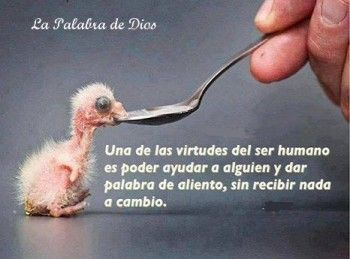 La Palabra de Dios
Una de las virtudes del ser humano
es poder ayudar a alguien y dar
palabra de aliento, sin recibir nada
a cambio.